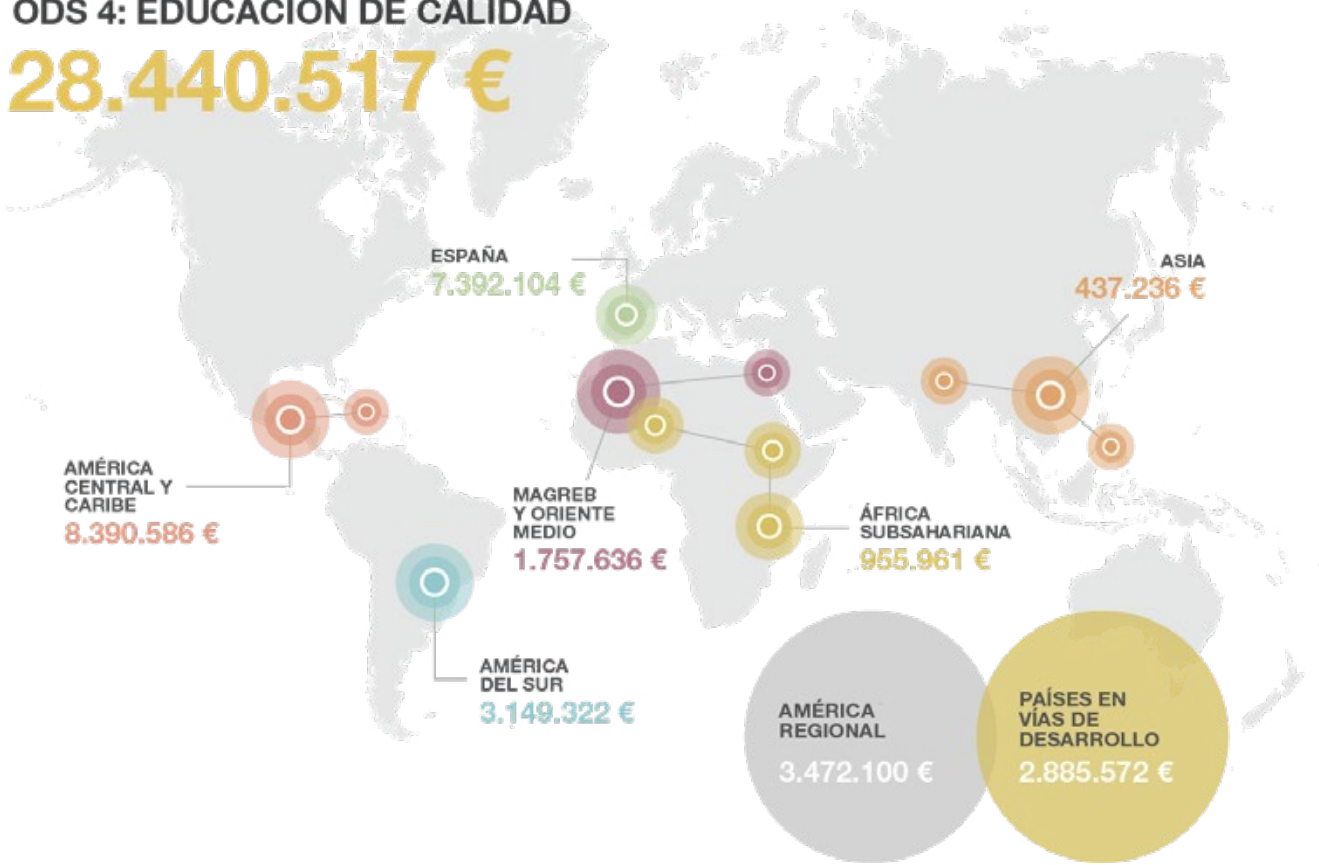 ODS 4: EDUCACIÓN DE CALIDAD
28.440.517 €
ESPAÑA
7.392.104 €
ASIA
437.236 €
AMÉRICA
CENTRAL Y
CARIBE
8.390.586 €
MAGREB
Y ORIENTE
MEDIO
1.757.636 €
ÁFRICA
SUBSAHARIANA
955.961 €
AMÉRICA
DEL SUR
3.149.322 €
AMÉRICA
REGIONAL
3.472.100 €
PAÍSES EN
VÍAS DE
DESARROLLO
2.885.572 €